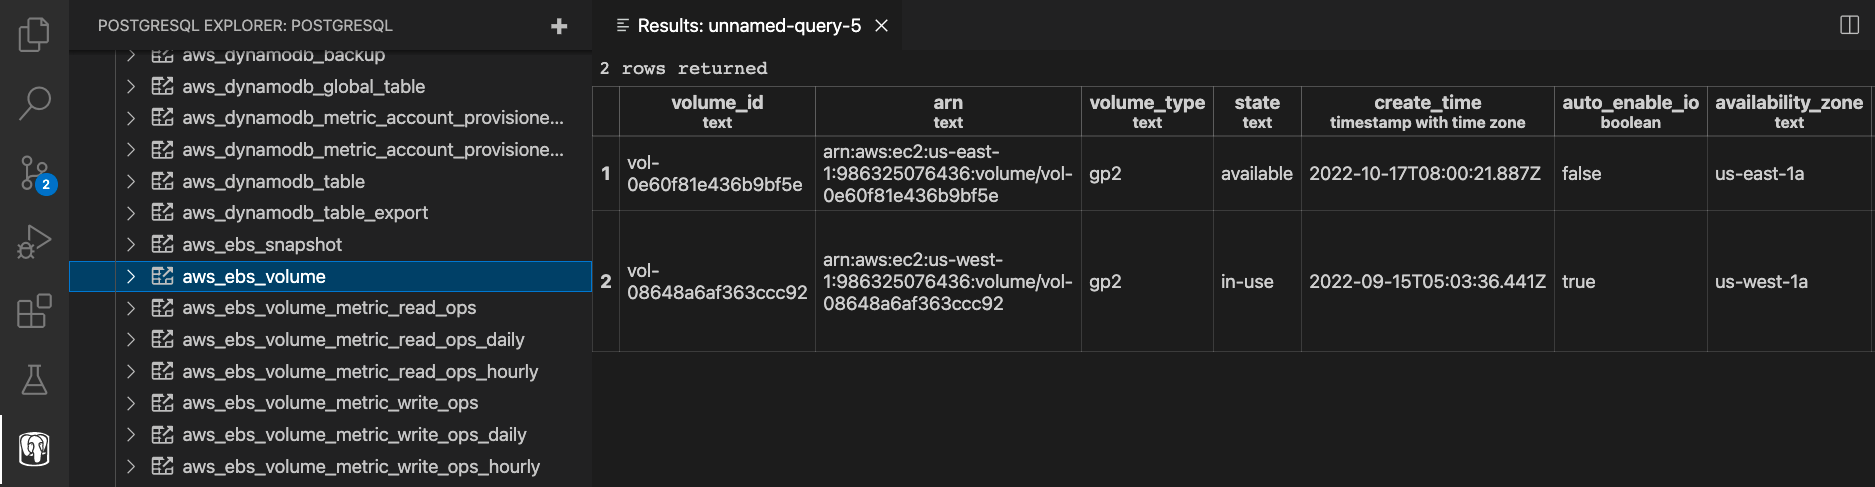 POSTGRESQL EXPLORER: POSTGRESQL
aws_dynamodb_backup
aws_dynamodb_global_table
aws_dynamodb_metric_account_provisione...
aws_dynamodb_metric_account_provisione...
aws_dynamodb_table
aws_dynamodb_table_export
aws_ebs_snapshot
aws_ebs_volume
aws_ebs_volume_metric_read_ops
aws_ebs_volume_metric_read_ops_daily
aws_ebs_volume_metric_read_ops_hourly
aws_ebs_volume_metric_write_ops
aws_ebs_volume_metric_write_ops_daily
aws_ebs_volume_metric_write_ops_hourly
2
Results: unnamed-query-5
2 rows returned
volume_id arn volume_type state create_time auto_enable_io availability_zone
text text text text timestamp with time zone boolean text
1
vol-
0e60f81e436b9bf5e
arn:aws:ec2:us-east-
1:986325076436:volume/vol-
0e60f81e436b9bf5e
gp2
available
2022-10-17T08:00:21.887Z
false
us-east-1a
2
vol-
08648a6af363ccc92
arn:aws:ec2:us-west-
1:986325076436:volume/vol-
08648a6af363ccc92
gp2
in-use
2022-09-15T05:03:36.441Z
true
us-west-1a